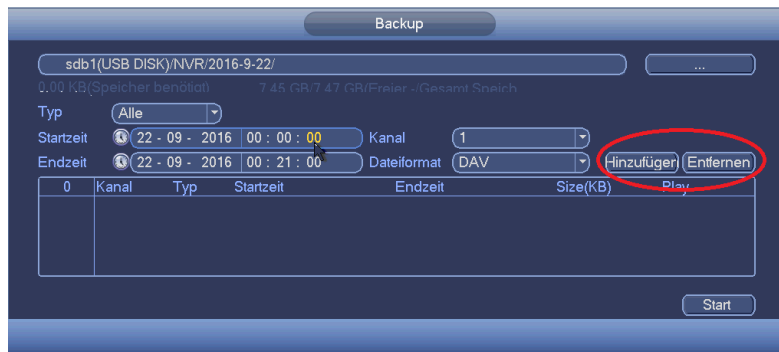 Backup
sdb1(USB DISK)/NVR/2016-9-22/ ...
0.00 KB(Speicher benötigt) 7.45 GB/7.47 GB(Freier -/Gesamt Speich
Typ Alle
Startzeit 22 - 09 - 2016 00 : 00 : 00 Kanal 1
Endzeit 22 - 09 - 2016 00 : 21 : 00 Dateiformat DAV Hinzufüger Entfernen
0 Kanal Typ Startzeit Endzeit Size(KB) Play
Start